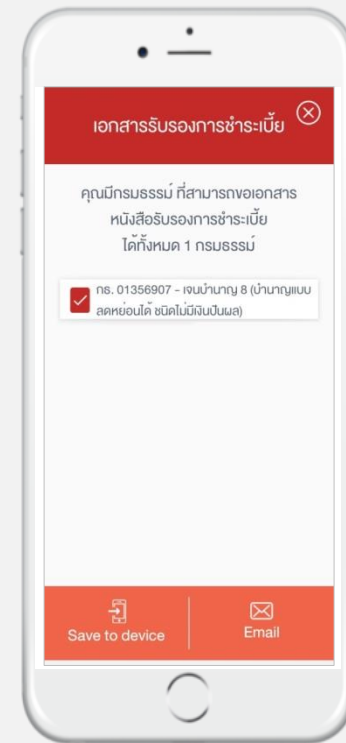 เอกสารรับรองการชำระเบี้ย
คุณมีกรมธรรม์ ที่สามารถขอเอกสาร
หนังสือรับรองการชำระเบี้ย
ได้ทั้งหมด 1 กรมธรรม์
กธ. 01356907 - เจนบำนาญ 8 (บำนาญแบบ
ลดหย่อนได้ ชนิดไม่มีเงินปันผล)
Save to device
Email